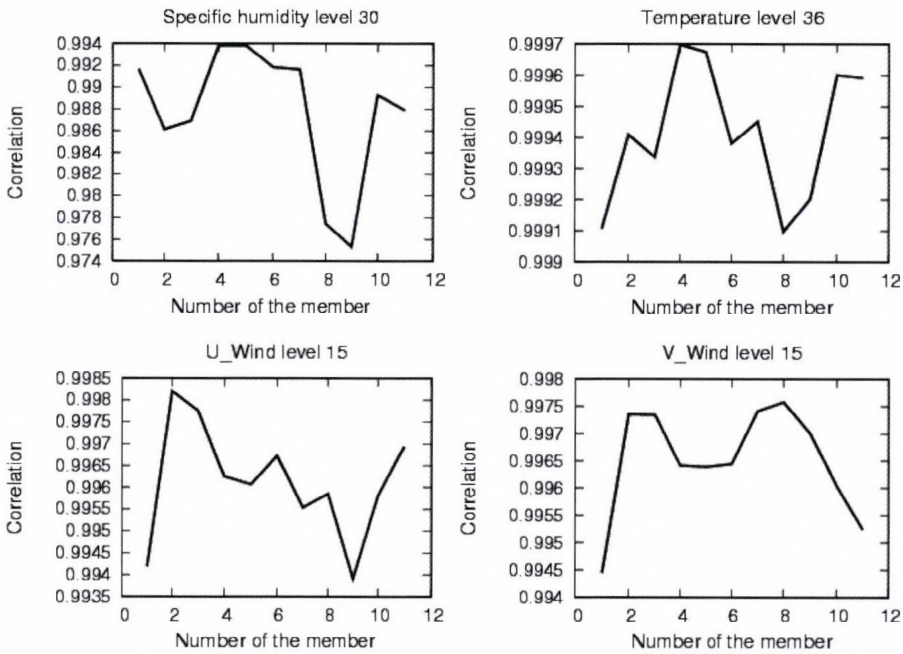 Specific humidity level 30
0.994
0.992
0.99
0.988
0.986
0.984
0.982
0.98
0.978
0.976
0.974
Correlation
0 2 4 6 8 10 12
Number of the member
Temperature level 36
0.9997
0.9996
0.9995
0.9994
0.9993
0.9992
0.9991
0.999
Correlation
0 2 4 6 8 10 12
Number of the member
U_Wind level 15
0.9985
0.998
0.9975
0.997
0.9965
0.996
0.9955
0.995
0.9945
0.994
0.9935
Correlation
0 2 4 6 8 10 12
Number of the member
V_Wind level 15
0.998
0.9975
0.997
0.9965
0.996
0.9955
0.995
0.9945
0.994
Correlation
0 2 4 6 8 10 12
Number of the member